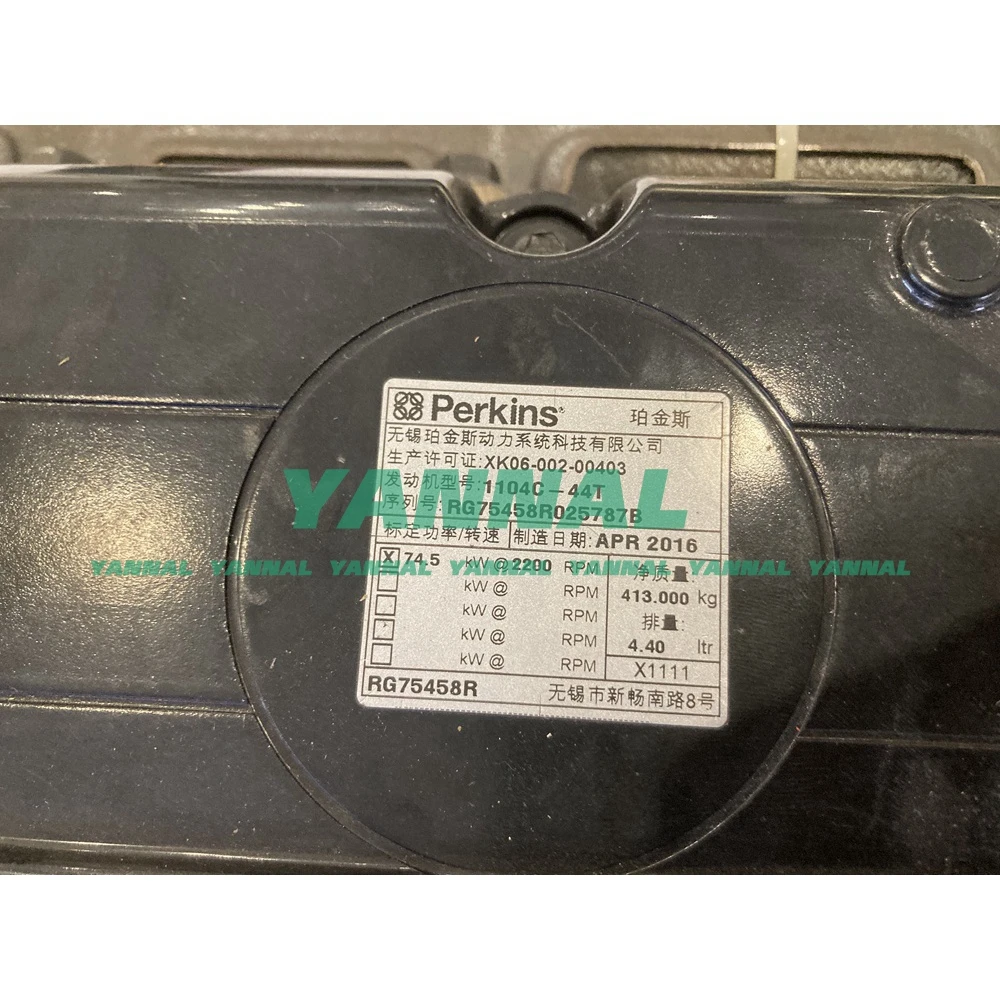 Perkins 珀金斯
无锡珀金斯动力系统科技有限公司
生产许可证:XK06-002-00403
发动机型号:1104C-44T
YANNAL
序列号:RG75458R025787B
标定功率/转速 制造日期:APR 2016
X 74.5 kW@2200 RPM 净质量:
YANNAL YANNAL YANNAL YANNAL YANNAL YANNAL YANNAL
kW@ RPM 413.000 kg
kW@ RPM 排量:
kW@ RPM 4.40 ltr
kW@ RPM X1111
RG75458R 无锡市新畅南路8号